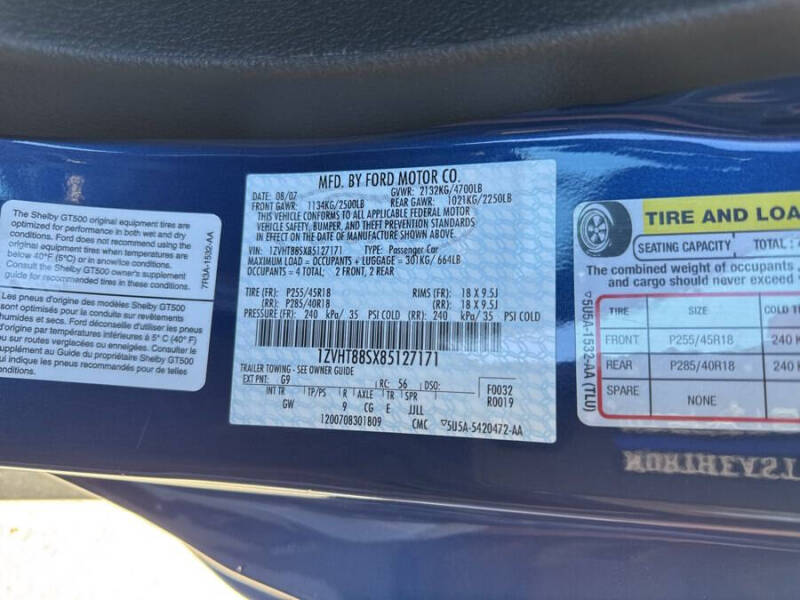 The Shelby GT500 original equipment tires are
optimized for performance in both wet and dry
conditions. Ford does not recommend using the
original equipment tires when temperatures are
below 40°F (5°C) or in snow/ice conditions.
Consult the Shelby GT500 owner's supplement
guide for recommended tires in these conditions.
7R3A-1532-AA
Les pneus d'origine des modèles Shelby GT500
sont optimisés pour la conduite sur revêtements
humides et secs. Ford déconseille d'utiliser les
d'origine par températures inférieures à 5° C (40° F)
ou sur routes enneigées ou verglacées.
du Supplément au Guide du propriétaire Shelby GT500
les pneus recommandés pour de telles conditions.
MFD. BY FORD MOTOR CO.
DATE: 08/07 GVWR: 2132KG/4700LB
FRONT GAWR: 1134KG/2500LB REAR GAWR: 1021KG/2250LB
THIS VEHICLE CONFORMS TO ALL APPLICABLE FEDERAL MOTOR
VEHICLE SAFETY, BUMPER, AND THEFT PREVENTION STANDARDS
IN EFFECT ON THE DATE OF MANUFACTURE SHOWN ABOVE.
VIN: 1ZVHT88SX85127171 TYPE: Passenger Car
MAXIMUM LOAD = OCCUPANTS + LUGGAGE = 301KG/664LB
OCCUPANTS = 4 TOTAL: 2 FRONT, 2 REAR
TIRE (FR): P255/45R18 RIMS (FR): 18 X 9.5J
(RR): P285/40R18 (RR): 18 X 9.5J
PRESSURE (FR): 240 kPa/ 35 PSI COLD (RR): 240 kPa/35 PSI COLD
1ZVHT88SX85127171
TRAILER TOWING - SEE OWNER GUIDE
EXT PNT: G9 RC: 56 DSO: F0032
INT TR TP/PS R AXLE TR SPR R0019
GW 9 CG E JJLL
1200708301809 CMC 5U5A-5420472-AA
TIRE AND LOA
SEATING CAPACITY TOTAL :
The combined weight of occupants
and cargo should never exceed
5U5A-1532-AA (TLU)
TIRE SIZE COLD T
FRONT P255/45R18 240 K
REAR P285/40R18 240
SPARE NONE
NORTHEAST